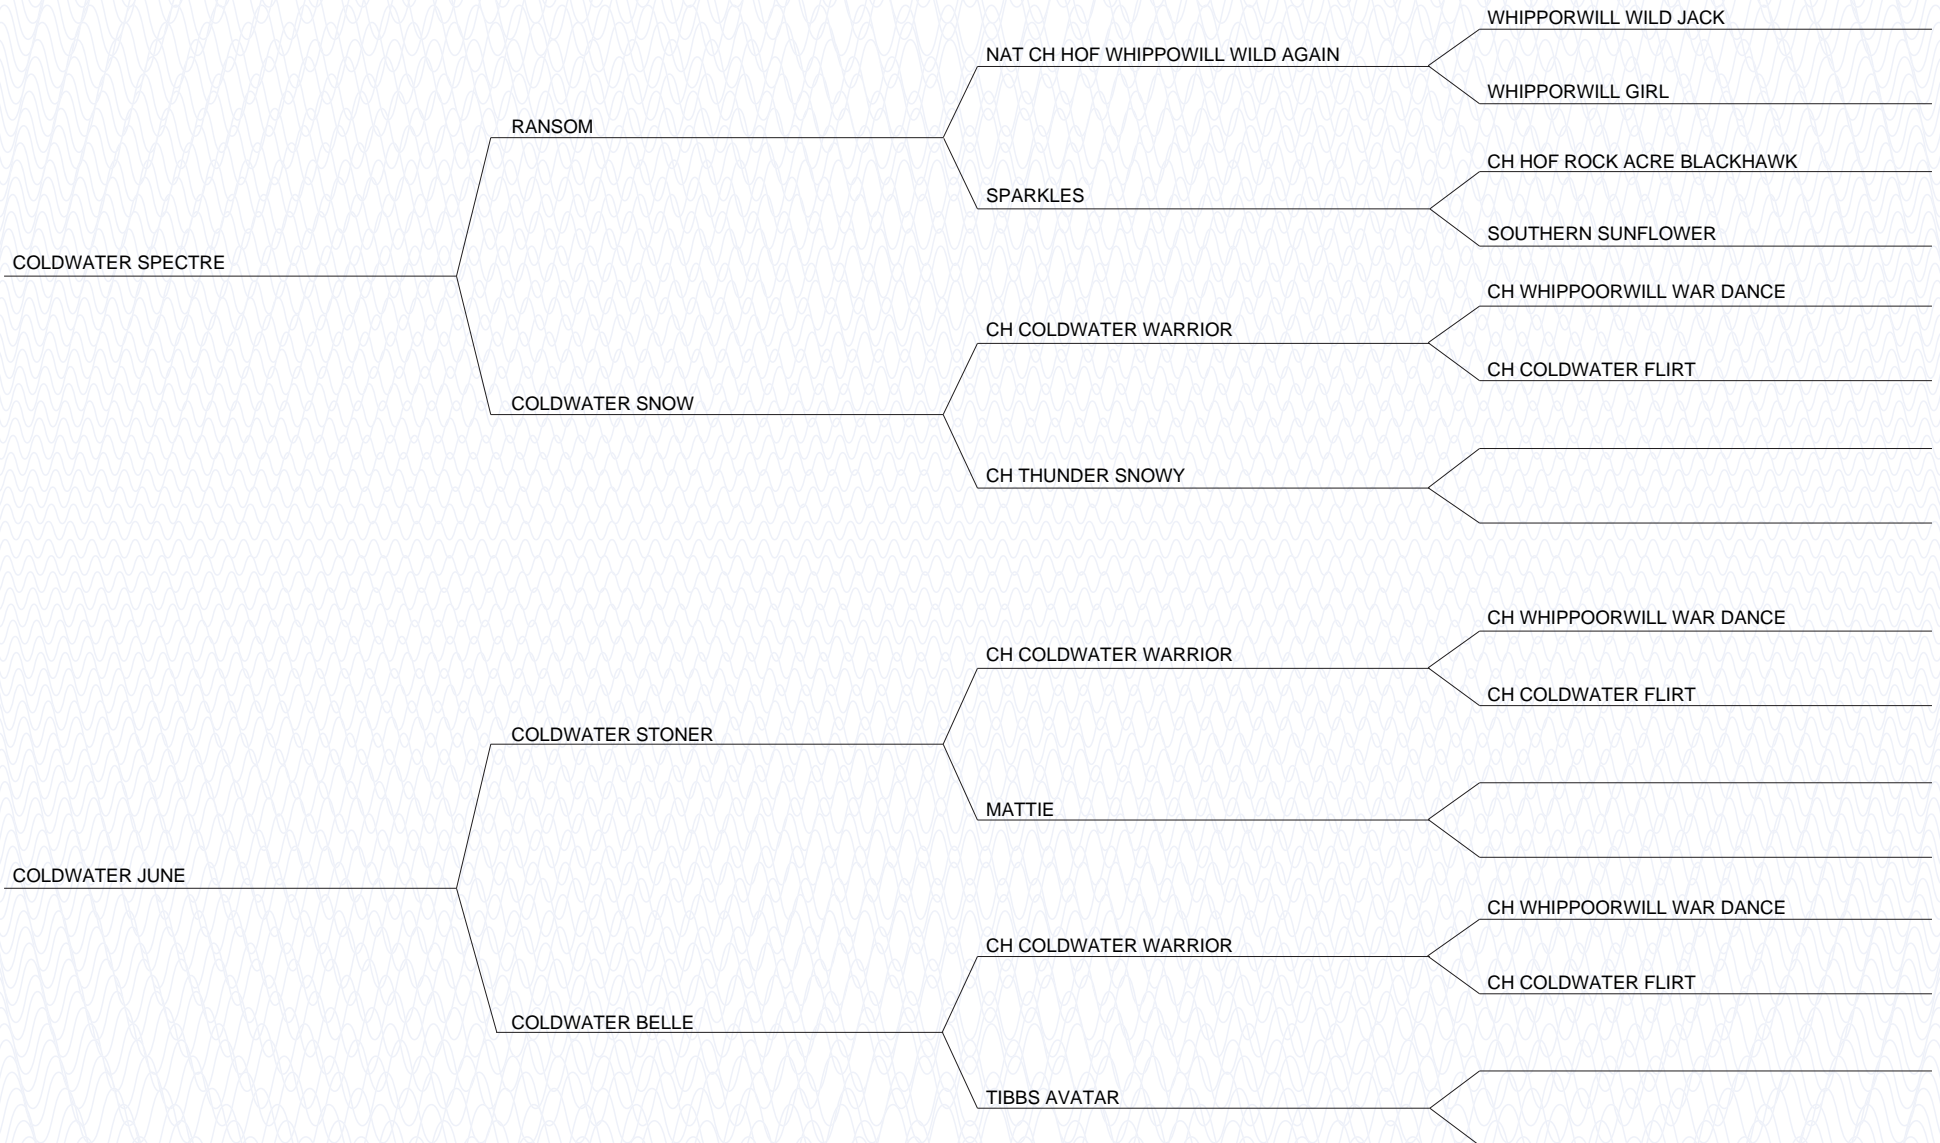 WHIPPORWILL WILD JACK
NAT CH HOF WHIPPOWILL WILD AGAIN
WHIPPORWILL GIRL
RANSOM
CH HOF ROCK ACRE BLACKHAWK
SPARKLES
SOUTHERN SUNFLOWER
COLDWATER SPECTRE
CH WHIPPOORWILL WAR DANCE
CH COLDWATER WARRIOR
CH COLDWATER FLIRT
COLDWATER SNOW
CH THUNDER SNOWY
CH WHIPPOORWILL WAR DANCE
CH COLDWATER WARRIOR
CH COLDWATER FLIRT
COLDWATER STONER
MATTIE
COLDWATER JUNE
CH WHIPPOORWILL WAR DANCE
CH COLDWATER WARRIOR
CH COLDWATER FLIRT
COLDWATER BELLE
TIBBS AVATAR